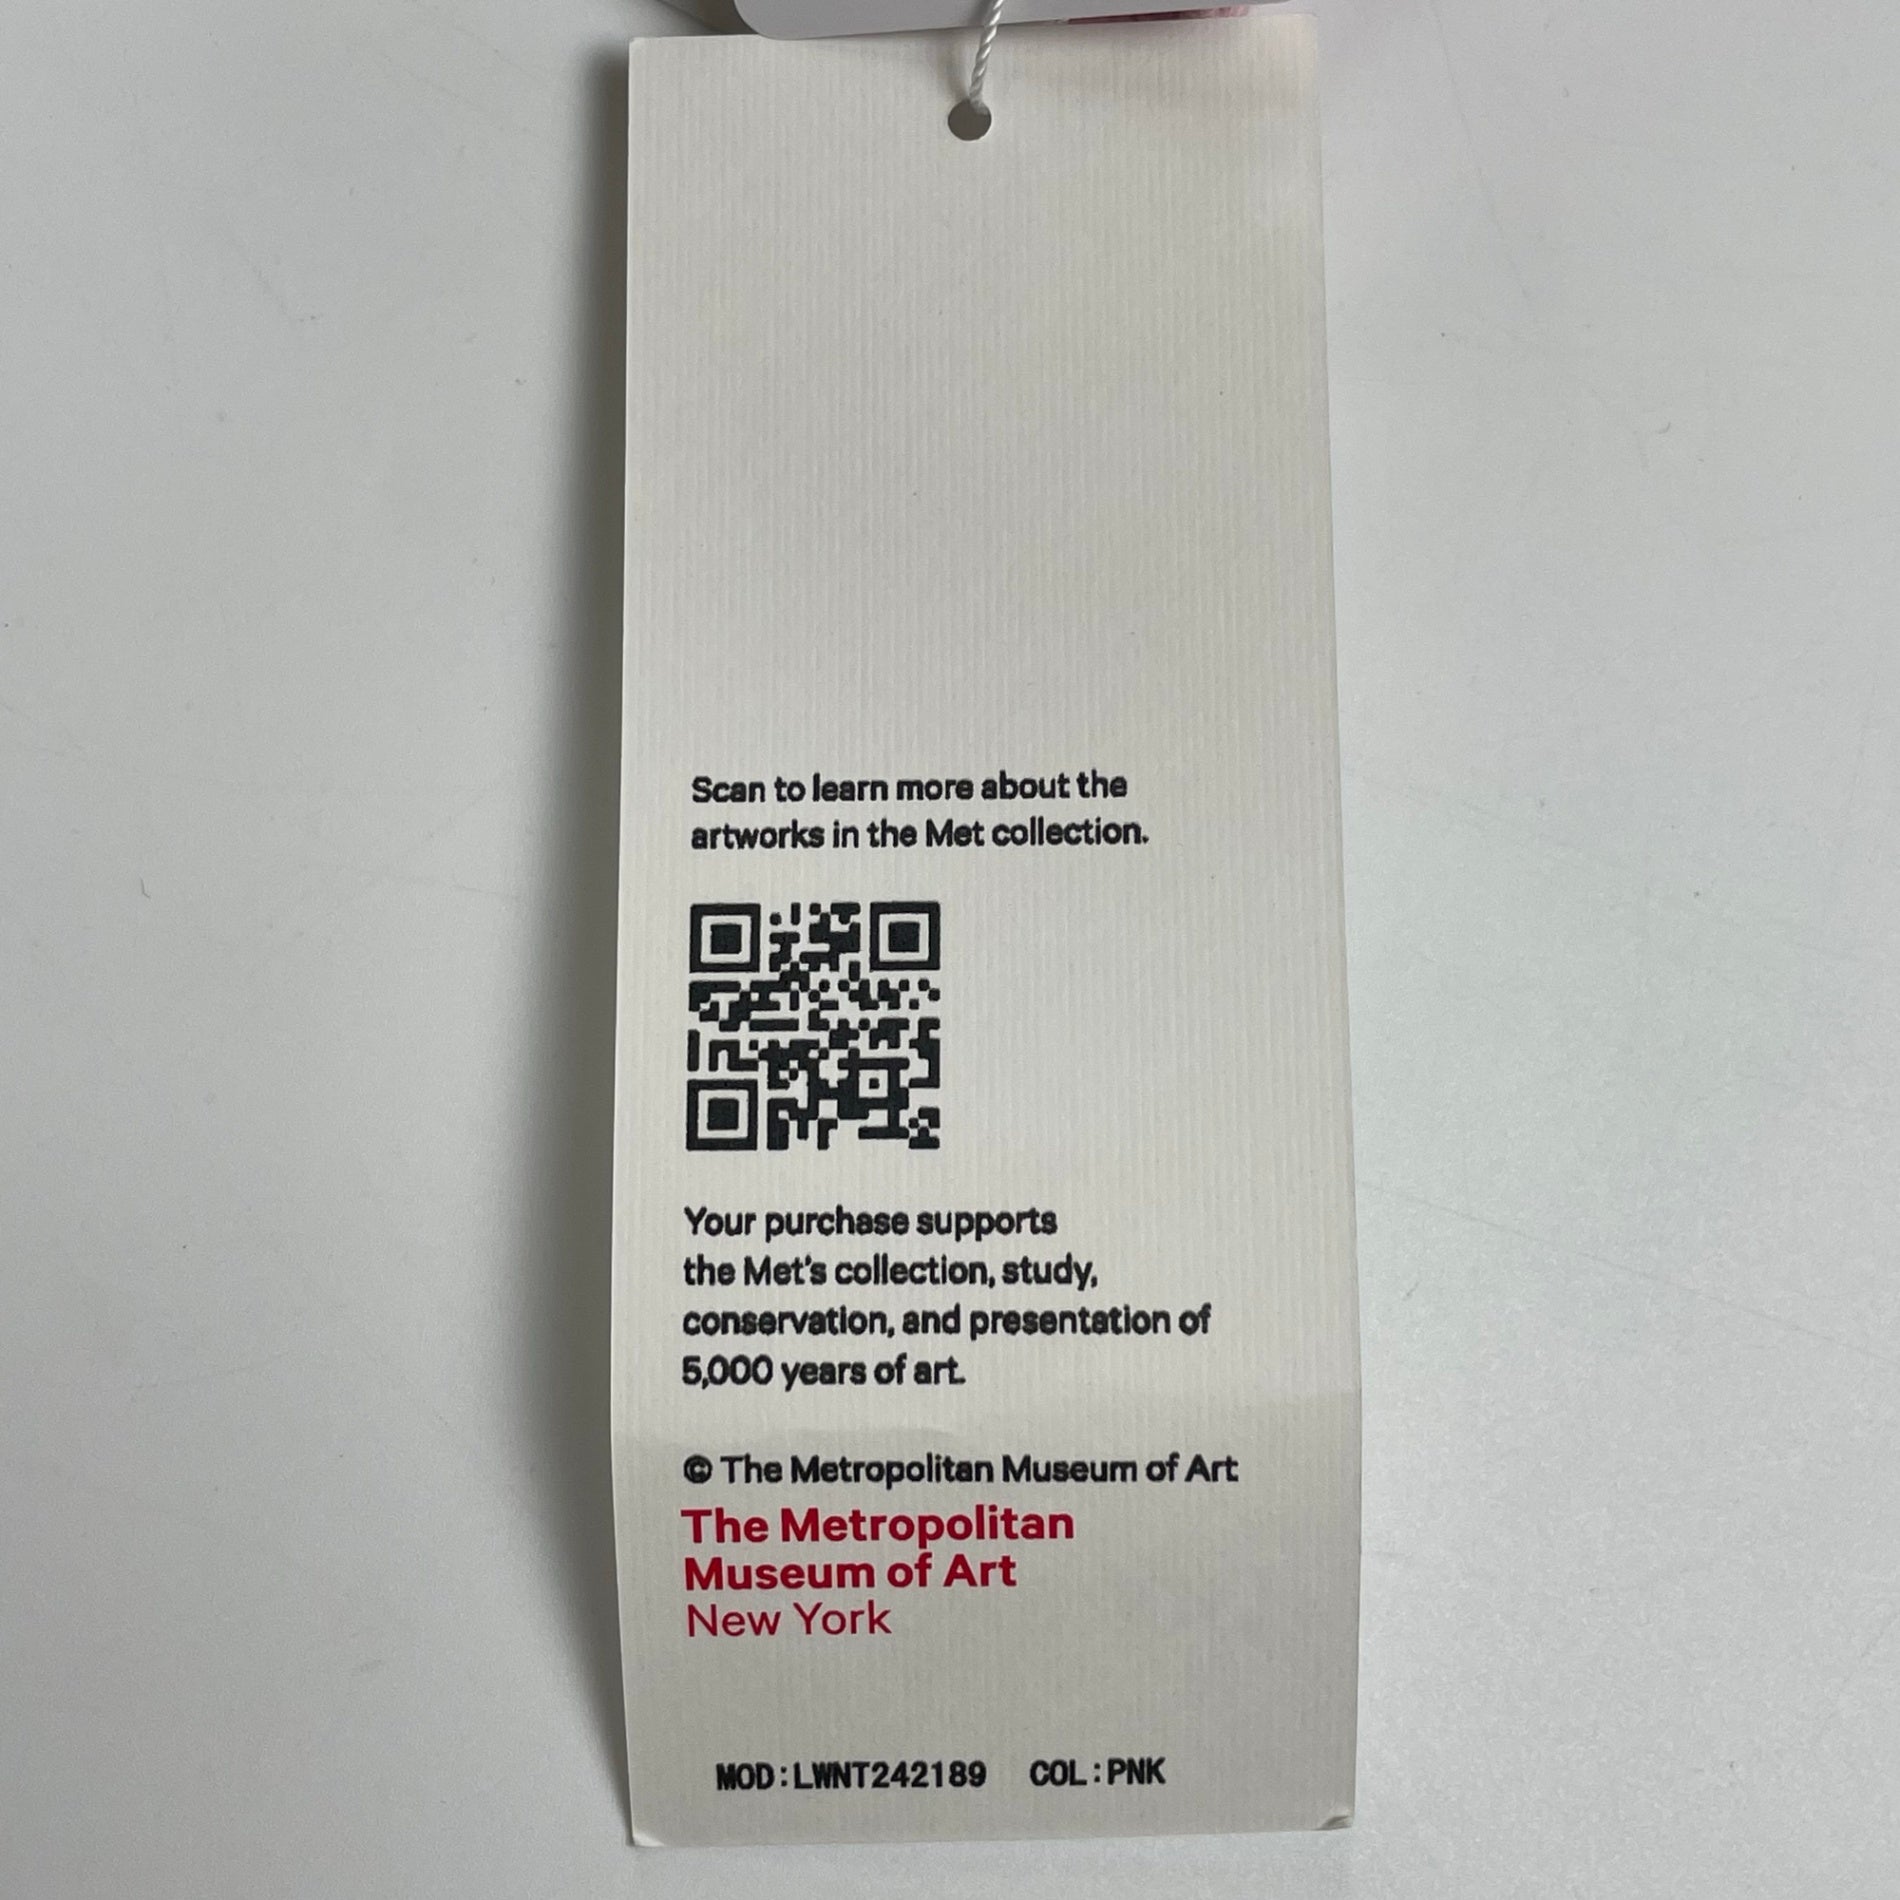 Scan to learn more about the
artworks in the Met collection.
Your purchase supports
the Met's collection, study,
conservation, and presentation of
5,000 years of art.
© The Metropolitan Museum of Art
The Metropolitan
Museum of Art
New York
MOD:LWNT242189 COL:PNK